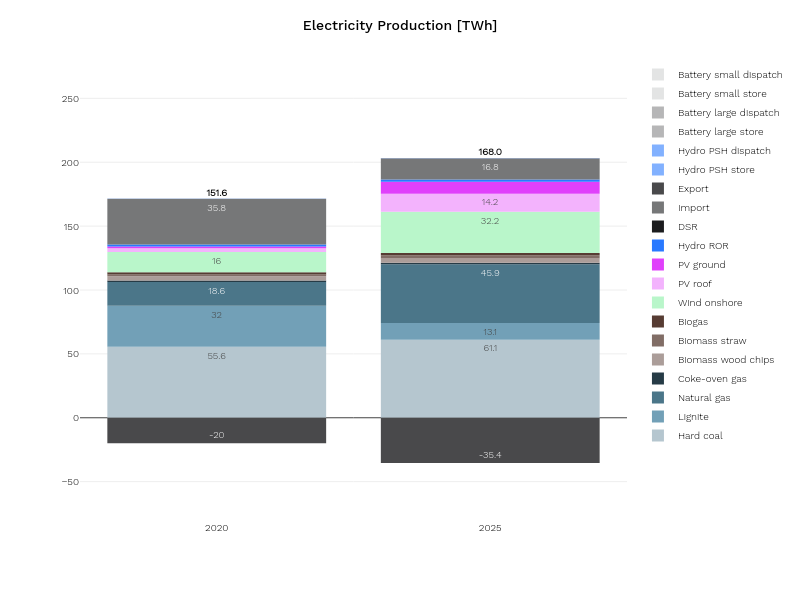 Electricity Production [TWh]
250
200
150
100
50
0
−50
151.6
35.8
16
18.6
32
55.6
-20
168.0
16.8
14.2
32.2
45.9
13.1
61.1
-35.4
2020
2025
Battery small dispatch
Battery small store
Battery large dispatch
Battery large store
Hydro PSH dispatch
Hydro PSH store
Export
Import
DSR
Hydro ROR
PV ground
PV roof
Wind onshore
Biogas
Biomass straw
Biomass wood chips
Coke-oven gas
Natural gas
Lignite
Hard coal